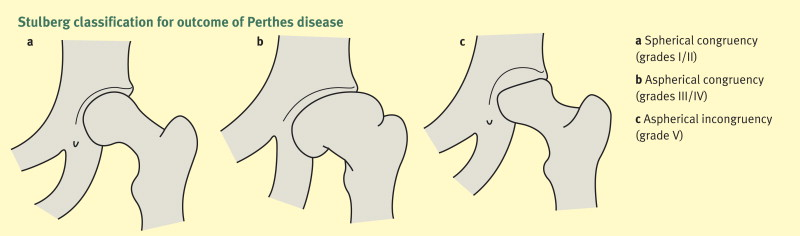 Stulberg classification for outcome of Perthes disease
a
b
c
a Spherical congruency
(grades I/II)
b Aspherical congruency
(grades III/IV)
c Aspherical incongruency
(grade V)